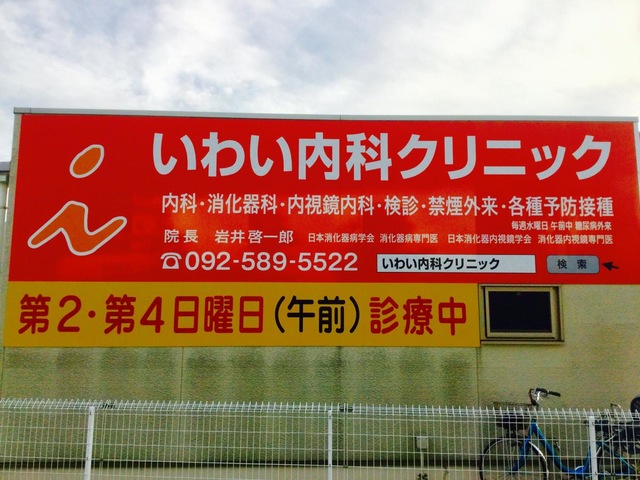 いわい内科クリニック
内科・消化器科・内視鏡内科・検診・禁煙外来・各種予防接種
毎週水曜日 午前中 糖尿病外来
院長 岩井啓一郎 日本消化器病学会 消化器病専門医 日本消化器内視鏡学会 消化器内視鏡専門医
☎092-589-5522 いわい内科クリニック 検索
第2・第4日曜日(午前)診療中